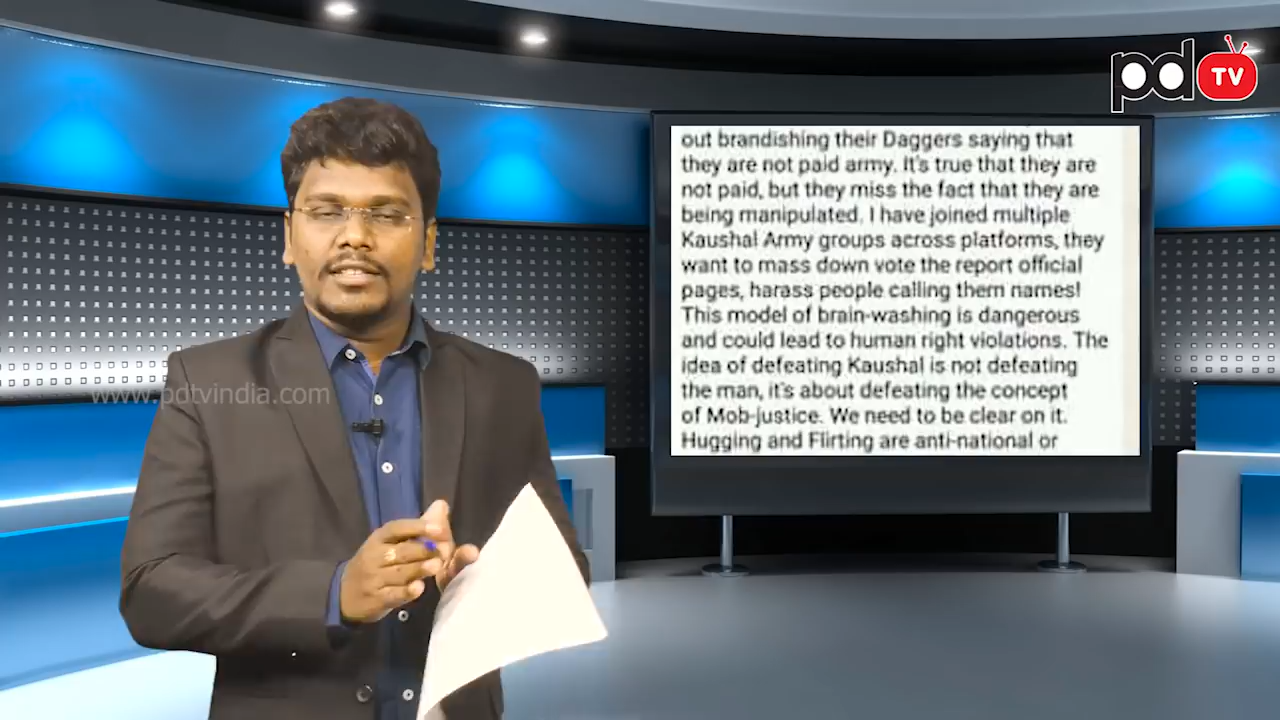 pd TV
out brandishing their Daggers saying that
they are not paid army. It's true that they are
not paid, but they miss the fact that they are
being manipulated. I have joined multiple
Kaushal Army groups across platforms, they
want to mass down vote the report official
pages, harass people calling them names!
This model of brain-washing is dangerous
and could lead to human right violations. The
idea of defeating Kaushal is not defeating
the man, it's about defeating the concept
of Mob-justice. We need to be clear on it.
Hugging and Flirting are anti-national or
www.pdtvindia.com